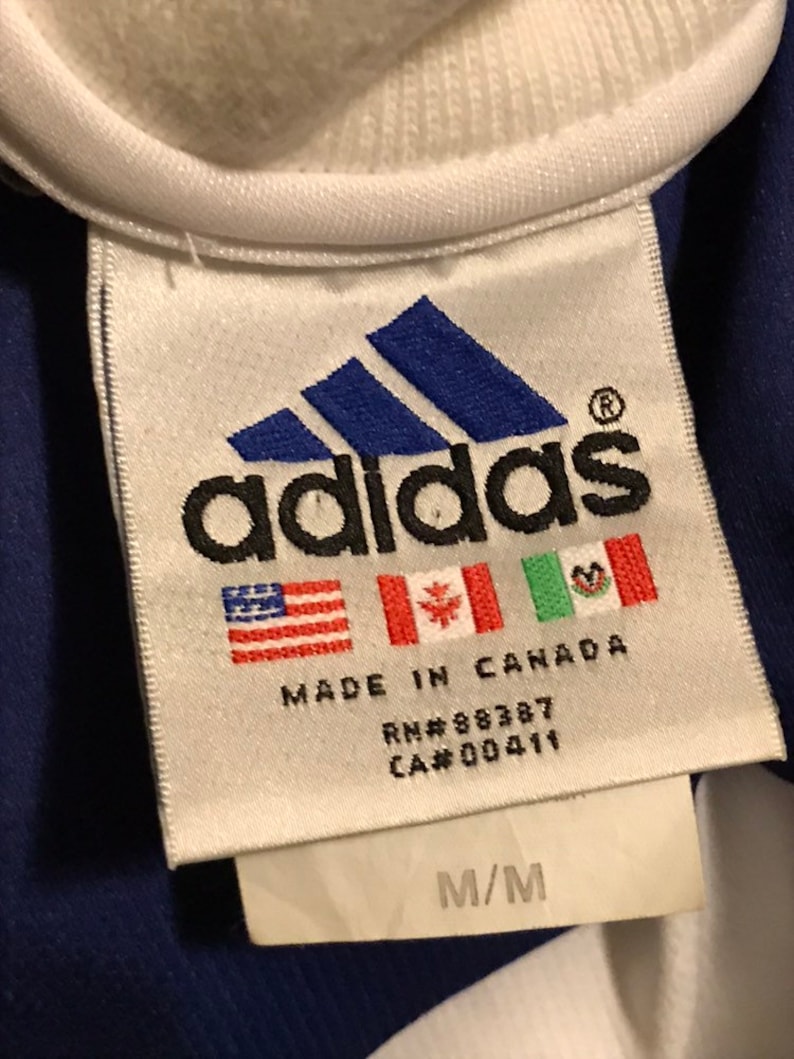 adidas®
MADE IN CANADA
RN#88387
CA#00411
M/M